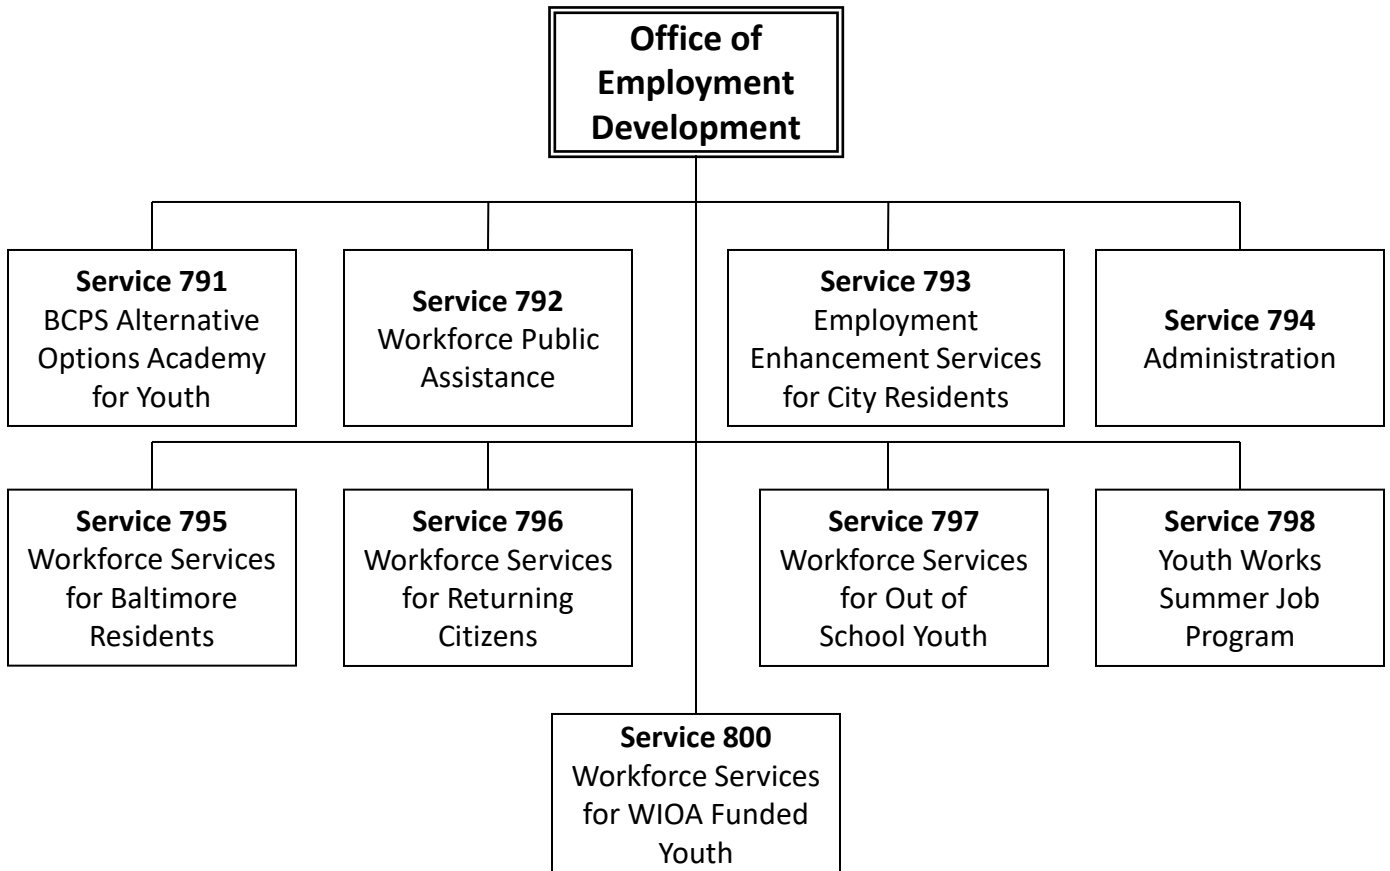 Office of
Employment
Development
Service 791
BCPS Alternative
Options Academy
for Youth
Service 792
Workforce Public
Assistance
Service 793
Employment
Enhancement Services
for City Residents
Service 794
Administration
Service 795
Workforce Services
for Baltimore
Residents
Service 796
Workforce Services
for Returning
Citizens
Service 797
Workforce Services
for Out of
School Youth
Service 798
Youth Works
Summer Job
Program
Service 800
Workforce Services
for WIOA Funded
Youth